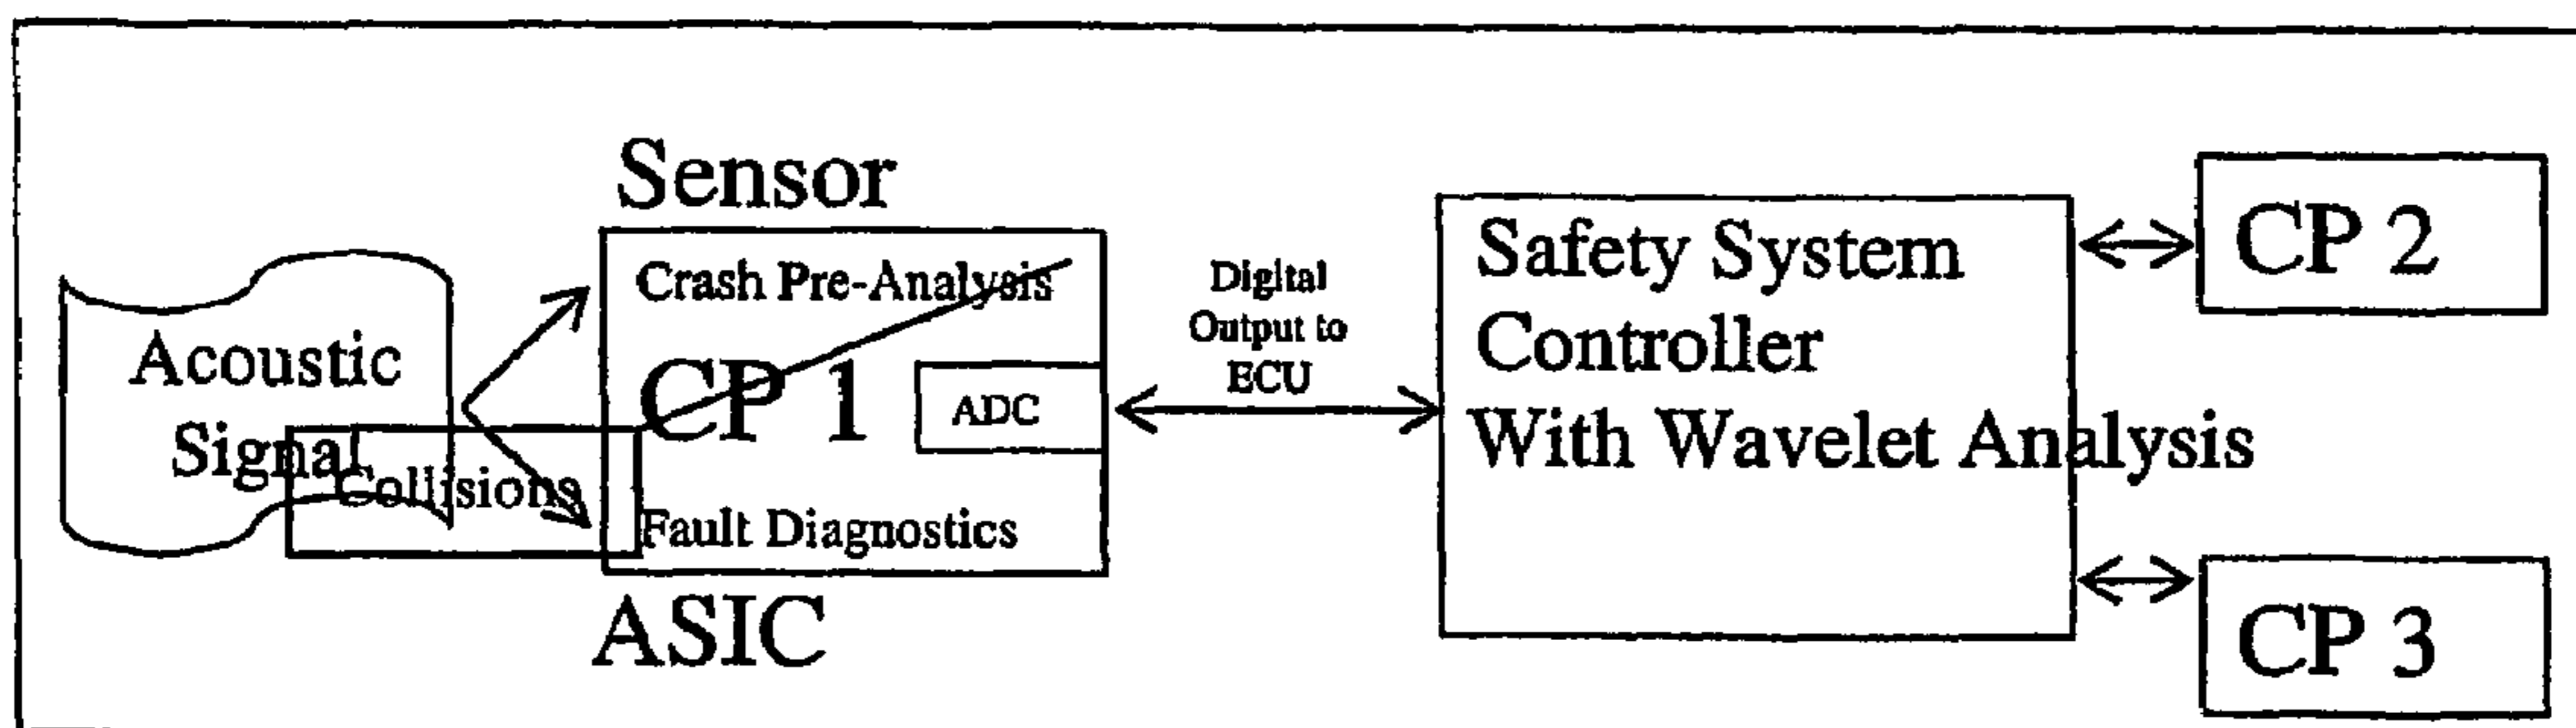 Sensor
Acoustic
Signal
Collisions
Crash Pre-Analysis
CP 1
ADC
Fault Diagnostics
ASIC
Digital
Output to
ECU
Safety System
Controller
With Wavelet Analysis
CP 2
CP 3